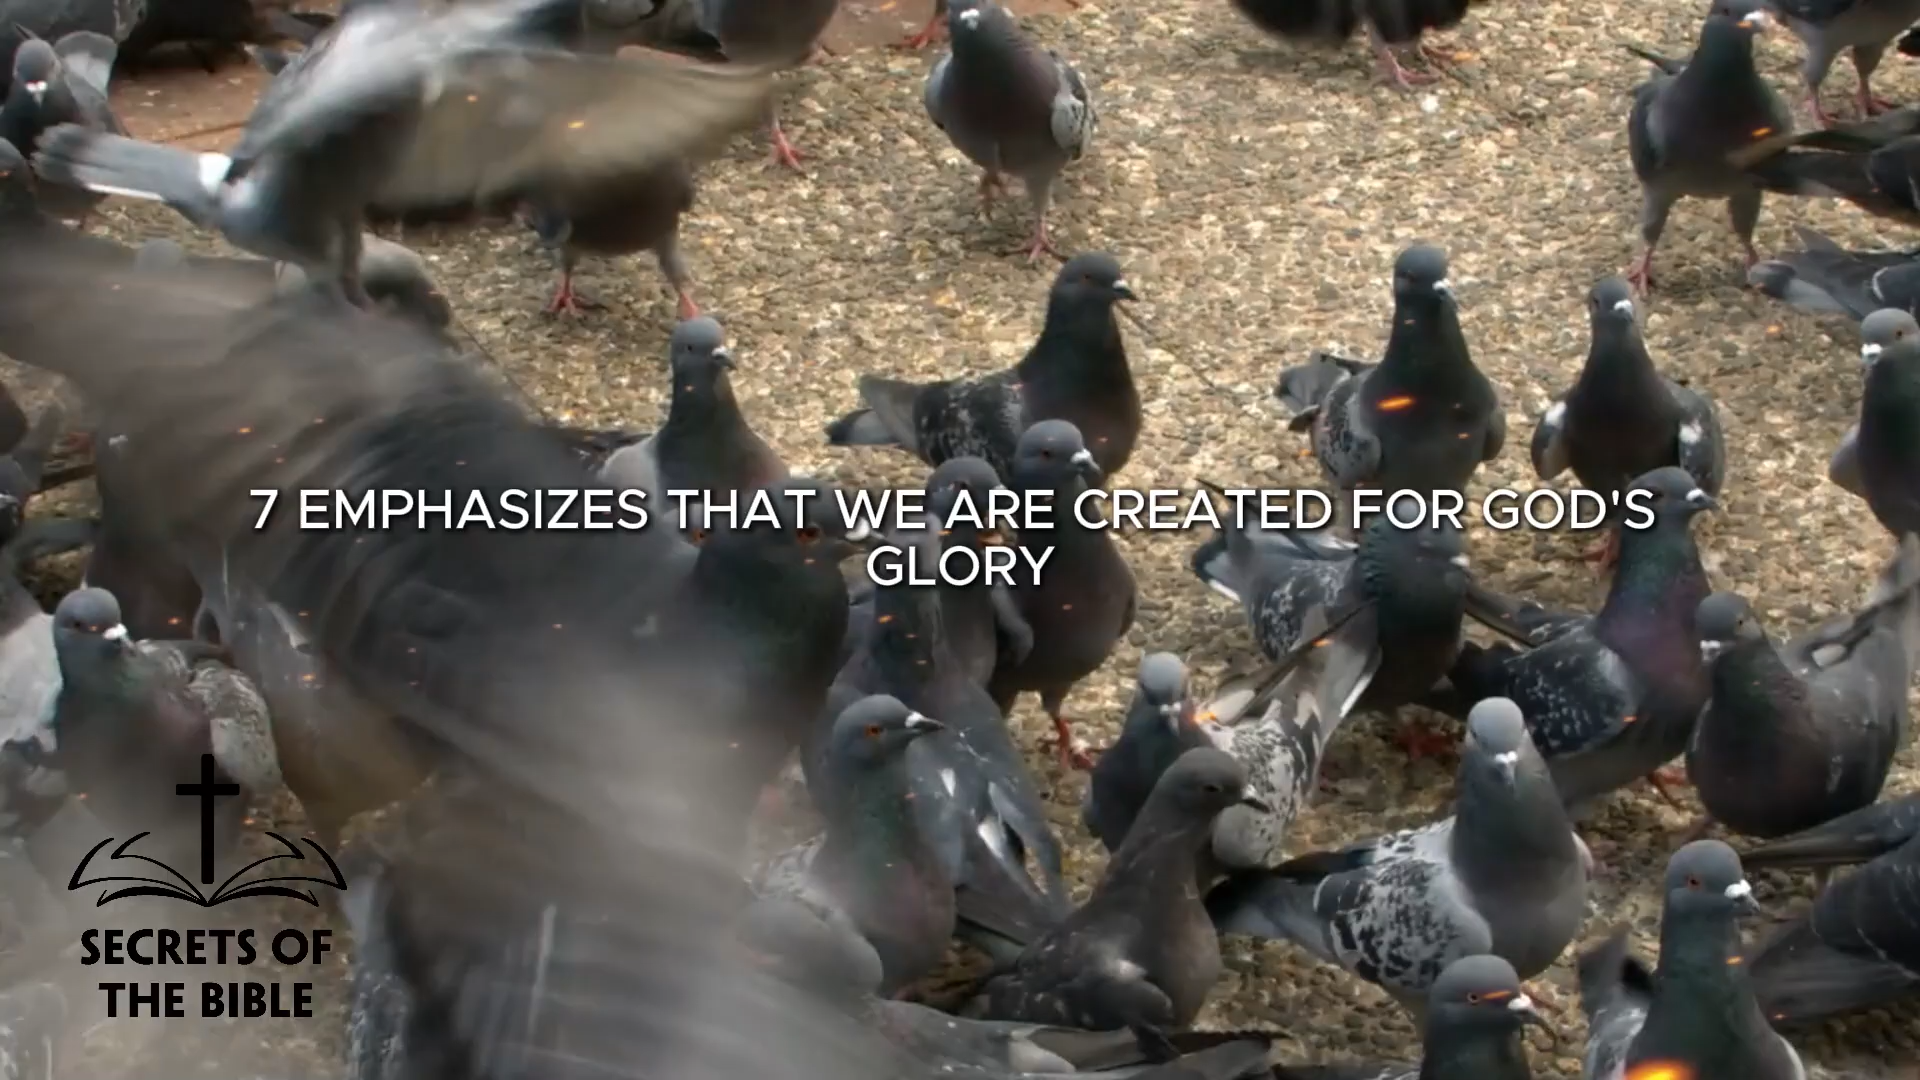 7 EMPHASIZES THAT WE ARE CREATED FOR GOD'S
GLORY
SECRETS OF
THE BIBLE